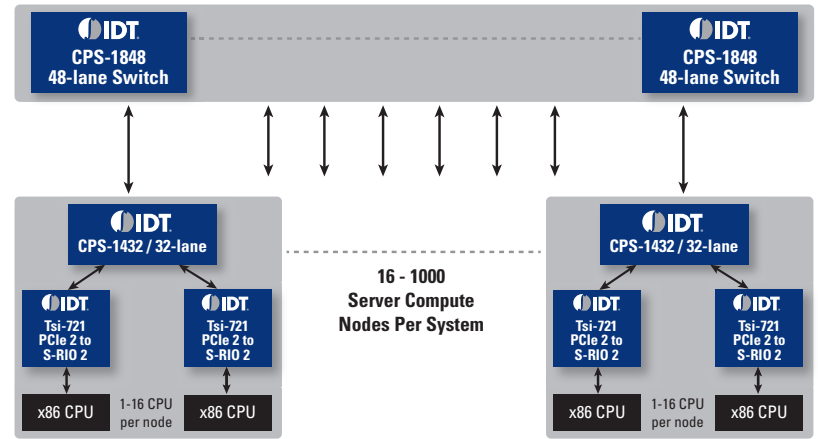 IDT.
CPS-1848
48-lane Switch
IDT.
CPS-1848
48-lane Switch
IDT.
CPS-1432 / 32-lane
IDT.
Tsi-721
PCIe 2 to
S-RIO 2
IDT.
Tsi-721
PCIe 2 to
S-RIO 2
x86 CPU
1-16 CPU
per node
x86 CPU
16 - 1000
Server Compute
Nodes Per System
IDT.
CPS-1432 / 32-lane
IDT.
Tsi-721
PCIe 2 to
S-RIO 2
IDT.
Tsi-721
PCIe 2 to
S-RIO 2
x86 CPU
1-16 CPU
per node
x86 CPU